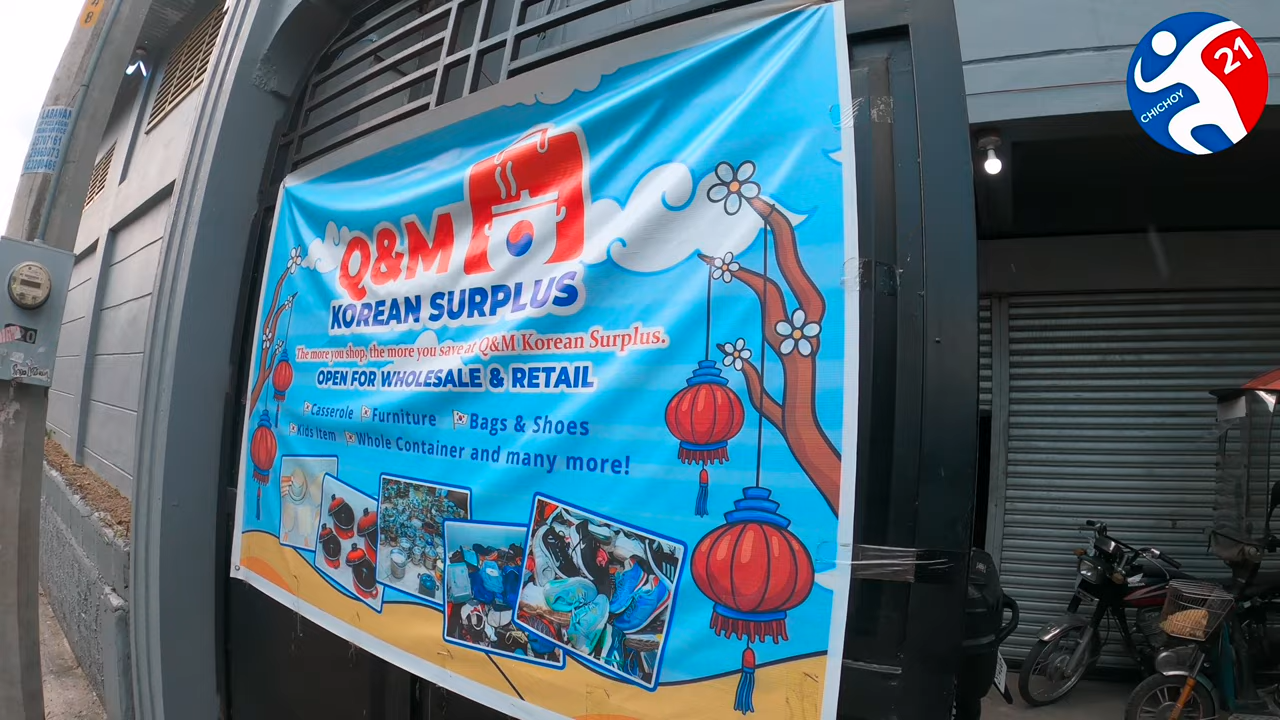 Q&M
KOREAN SURPLUS
The more you shop, the more you save at Q&M Korean Surplus.
OPEN FOR WHOLESALE & RETAIL
Casserole Furniture Bags & Shoes
Kids Item Whole Container and many more!
CHICHOY
21